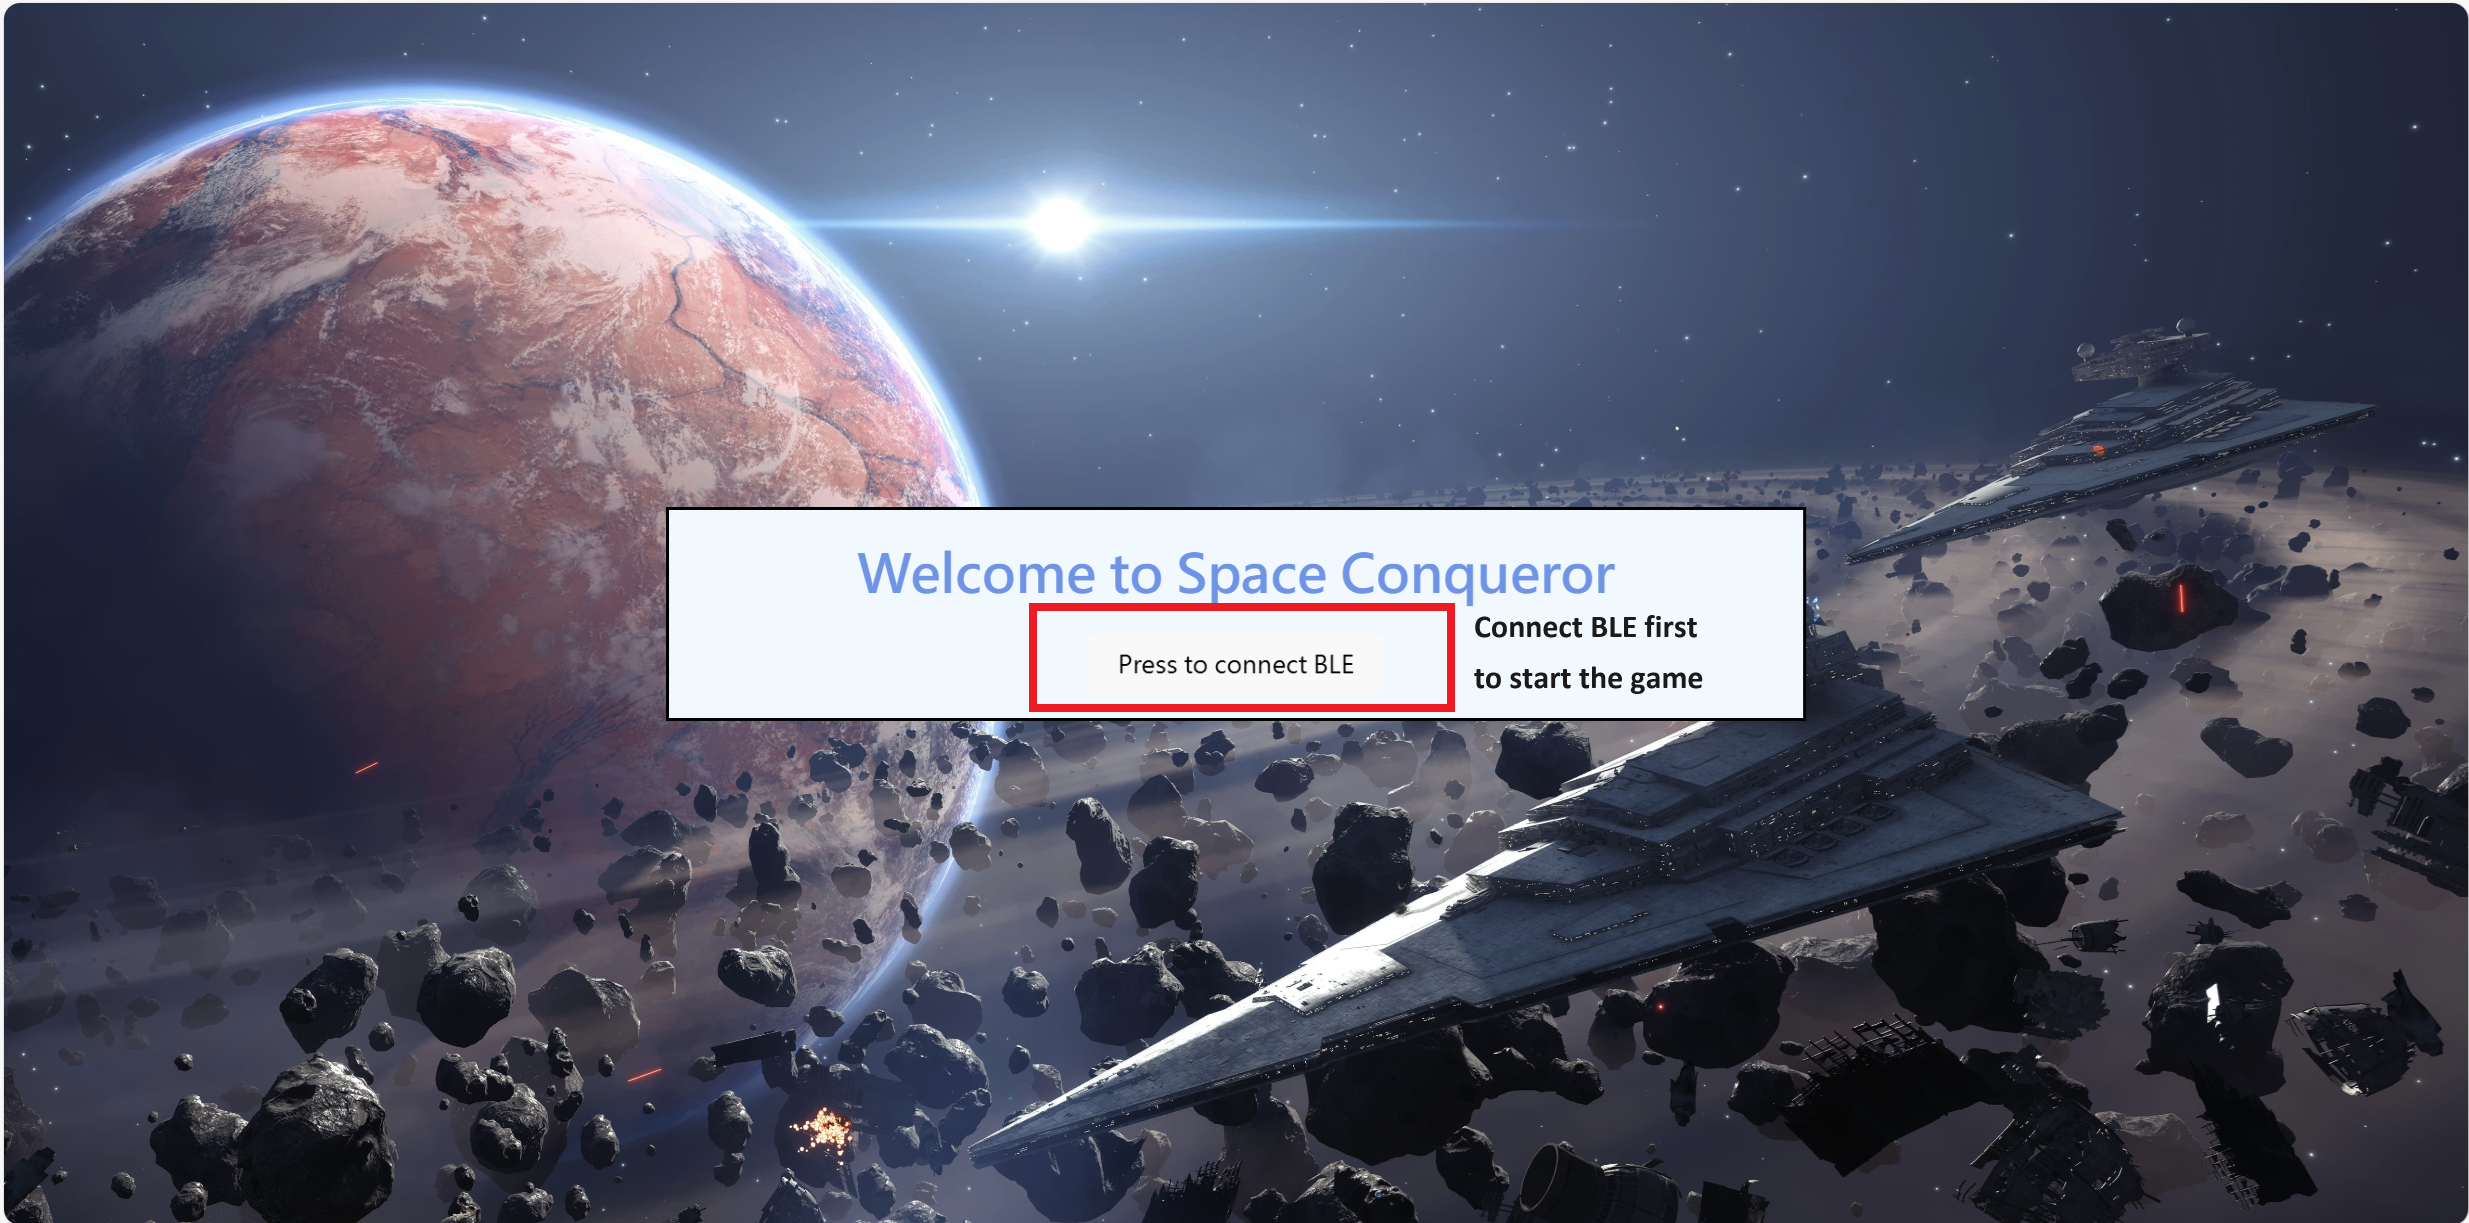 Welcome to Space Conqueror
Press to connect BLE
Connect BLE first
to start the game